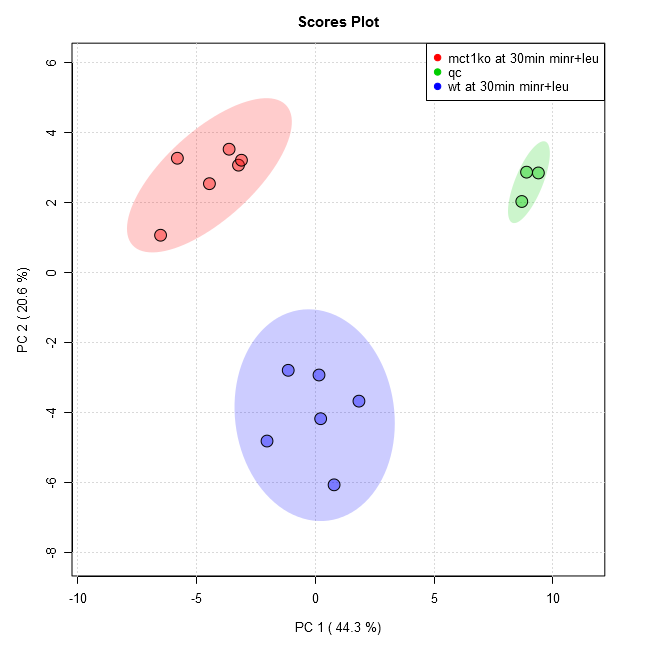 Scores Plot
mct1ko at 30min minr+leu
qc
wt at 30min minr+leu
6
4
2
0
-2
-4
-6
-8
PC 2 ( 20.6 %)
-10 -5 0 5 10
PC 1 ( 44.3 %)